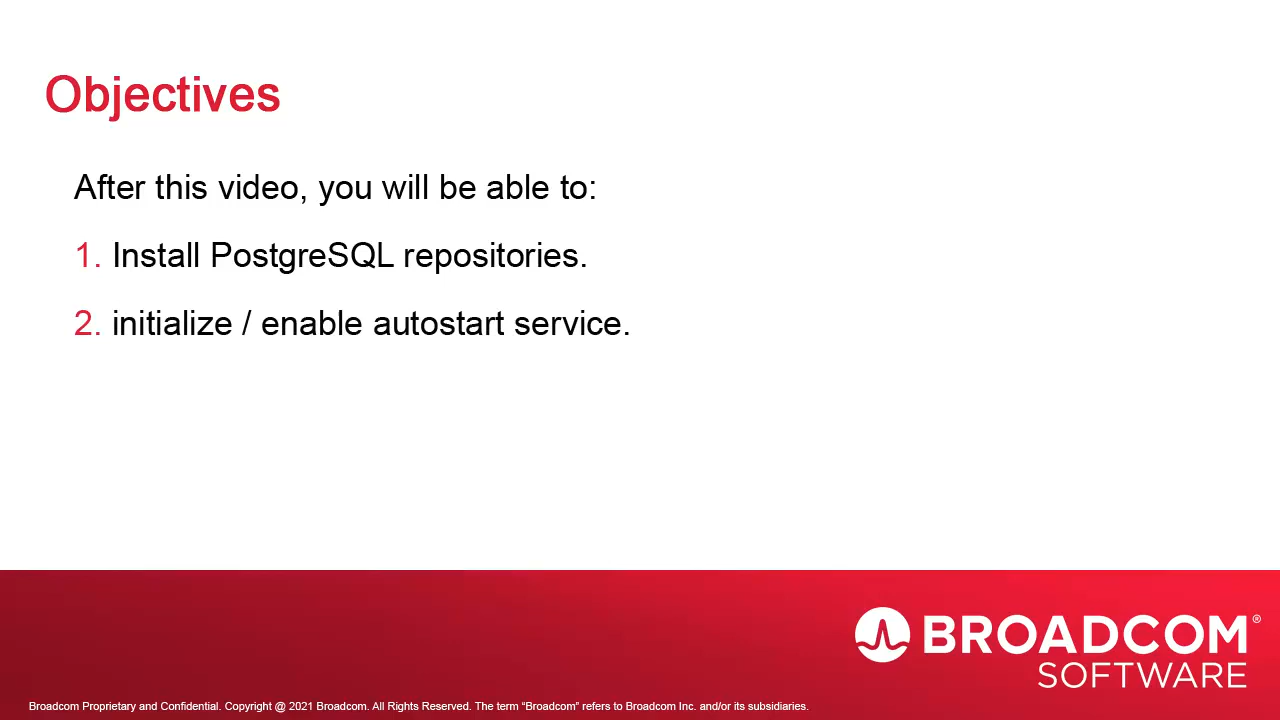 Objectives
After this video, you will be able to:
1. Install PostgreSQL repositories.
2. initialize / enable autostart service.
BROADCOM®
SOFTWARE
Broadcom Proprietary and Confidential. Copyright @ 2021 Broadcom. All Rights Reserved. The term “Broadcom” refers to Broadcom Inc. and/or its subsidiaries.